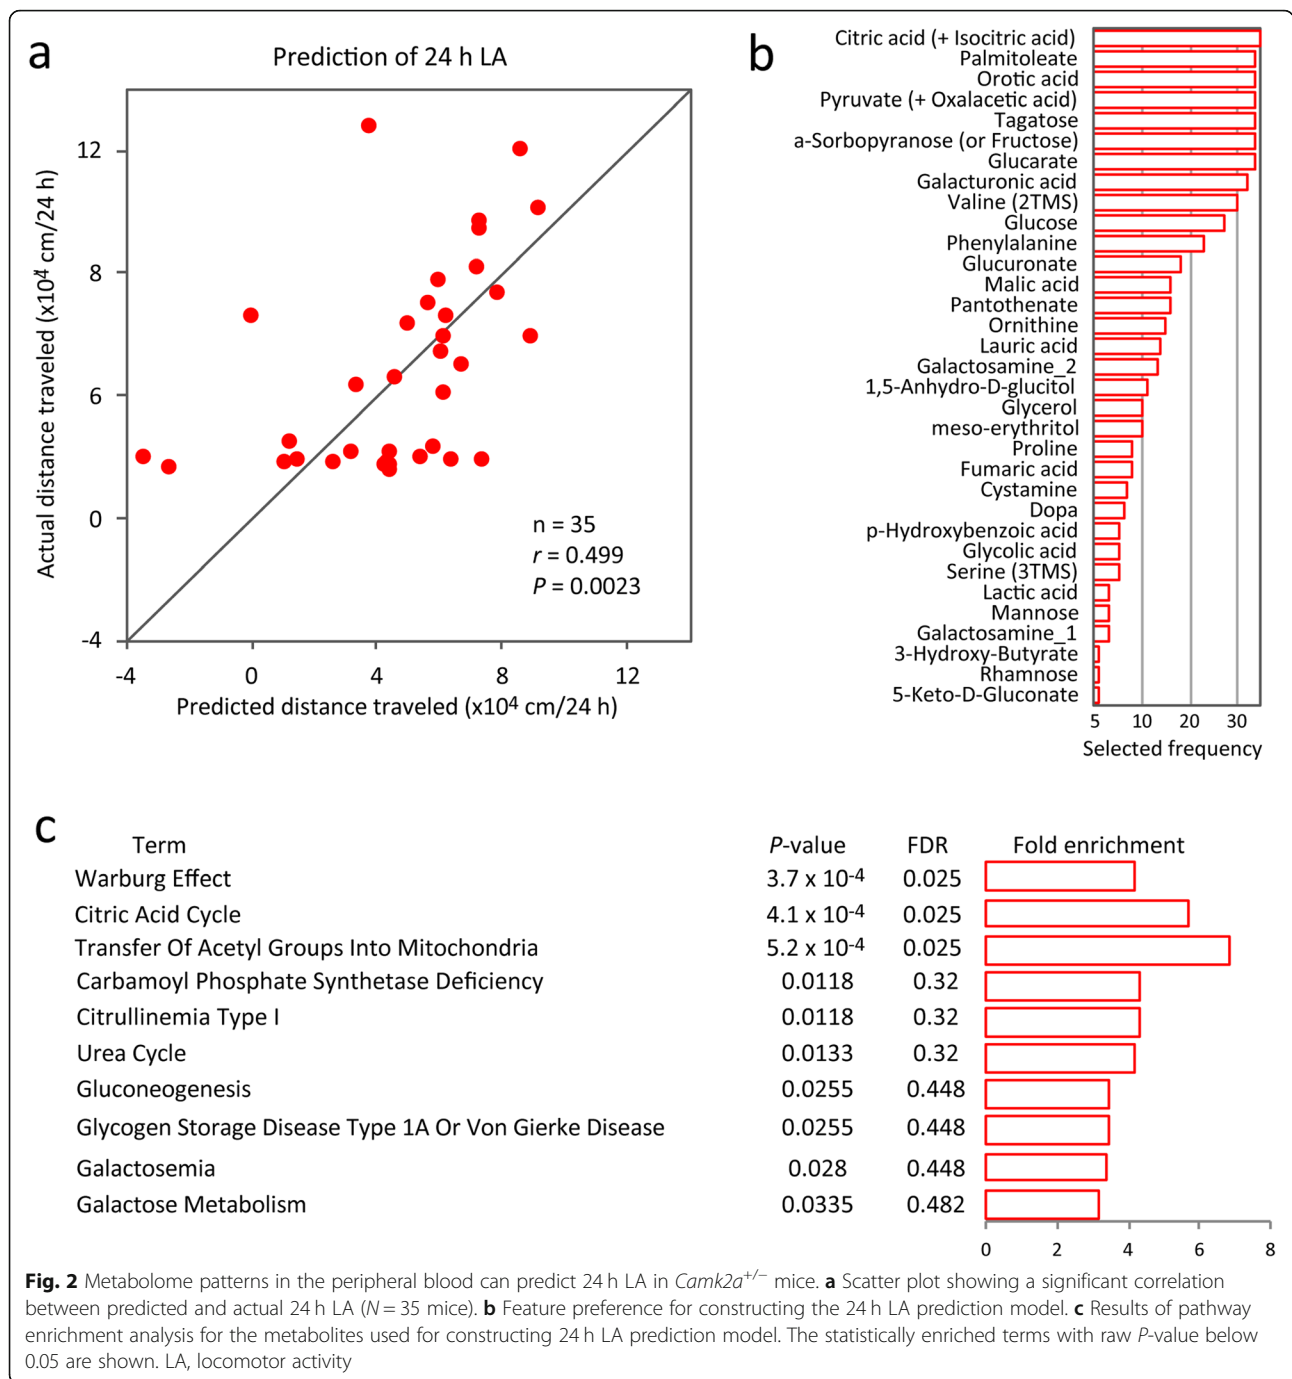 a
Prediction of 24 h LA
Actual distance traveled (x10⁴ cm/24 h)
12
8
6
0
-4
n = 35
r = 0.499
P = 0.0023
-4 0 4 8 12
Predicted distance traveled (x10⁴ cm/24 h)
b
Citric acid (+ Isocitric acid)
Palmitoleate
Orotic acid
Pyruvate (+ Oxalacetic acid)
Tagatose
a-Sorbopyranose (or Fructose)
Glucarate
Galacturonic acid
Valine (2TMS)
Glucose
Phenylalanine
Glucuronate
Malic acid
Pantothenate
Ornithine
Lauric acid
Galactosamine_2
1,5-Anhydro-D-glucitol
Glycerol
meso-erythritol
Proline
Fumaric acid
Cystamine
Dopa
p-Hydroxybenzoic acid
Glycolic acid
Serine (3TMS)
Lactic acid
Mannose
Galactosamine_1
3-Hydroxy-Butyrate
Rhamnose
5-Keto-D-Gluconate
5 10 20 30
Selected frequency
c
Term P-value FDR Fold enrichment
Warburg Effect 3.7 x 10⁻⁴ 0.025
Citric Acid Cycle 4.1 x 10⁻⁴ 0.025
Transfer Of Acetyl Groups Into Mitochondria 5.2 x 10⁻⁴ 0.025
Carbamoyl Phosphate Synthetase Deficiency 0.0118 0.32
Citrullinemia Type I 0.0118 0.32
Urea Cycle 0.0133 0.32
Gluconeogenesis 0.0255 0.448
Glycogen Storage Disease Type 1A Or Von Gierke Disease 0.0255 0.448
Galactosemia 0.028 0.448
Galactose Metabolism 0.0335 0.482
0 2 4 6 8
Fig. 2 Metabolome patterns in the peripheral blood can predict 24 h LA in Camk2a⁺/⁻ mice. a Scatter plot showing a significant correlation
between predicted and actual 24 h LA (N = 35 mice). b Feature preference for constructing the 24 h LA prediction model. c Results of pathway
enrichment analysis for the metabolites used for constructing 24 h LA prediction model. The statistically enriched terms with raw P-value below
0.05 are shown. LA, locomotor activity